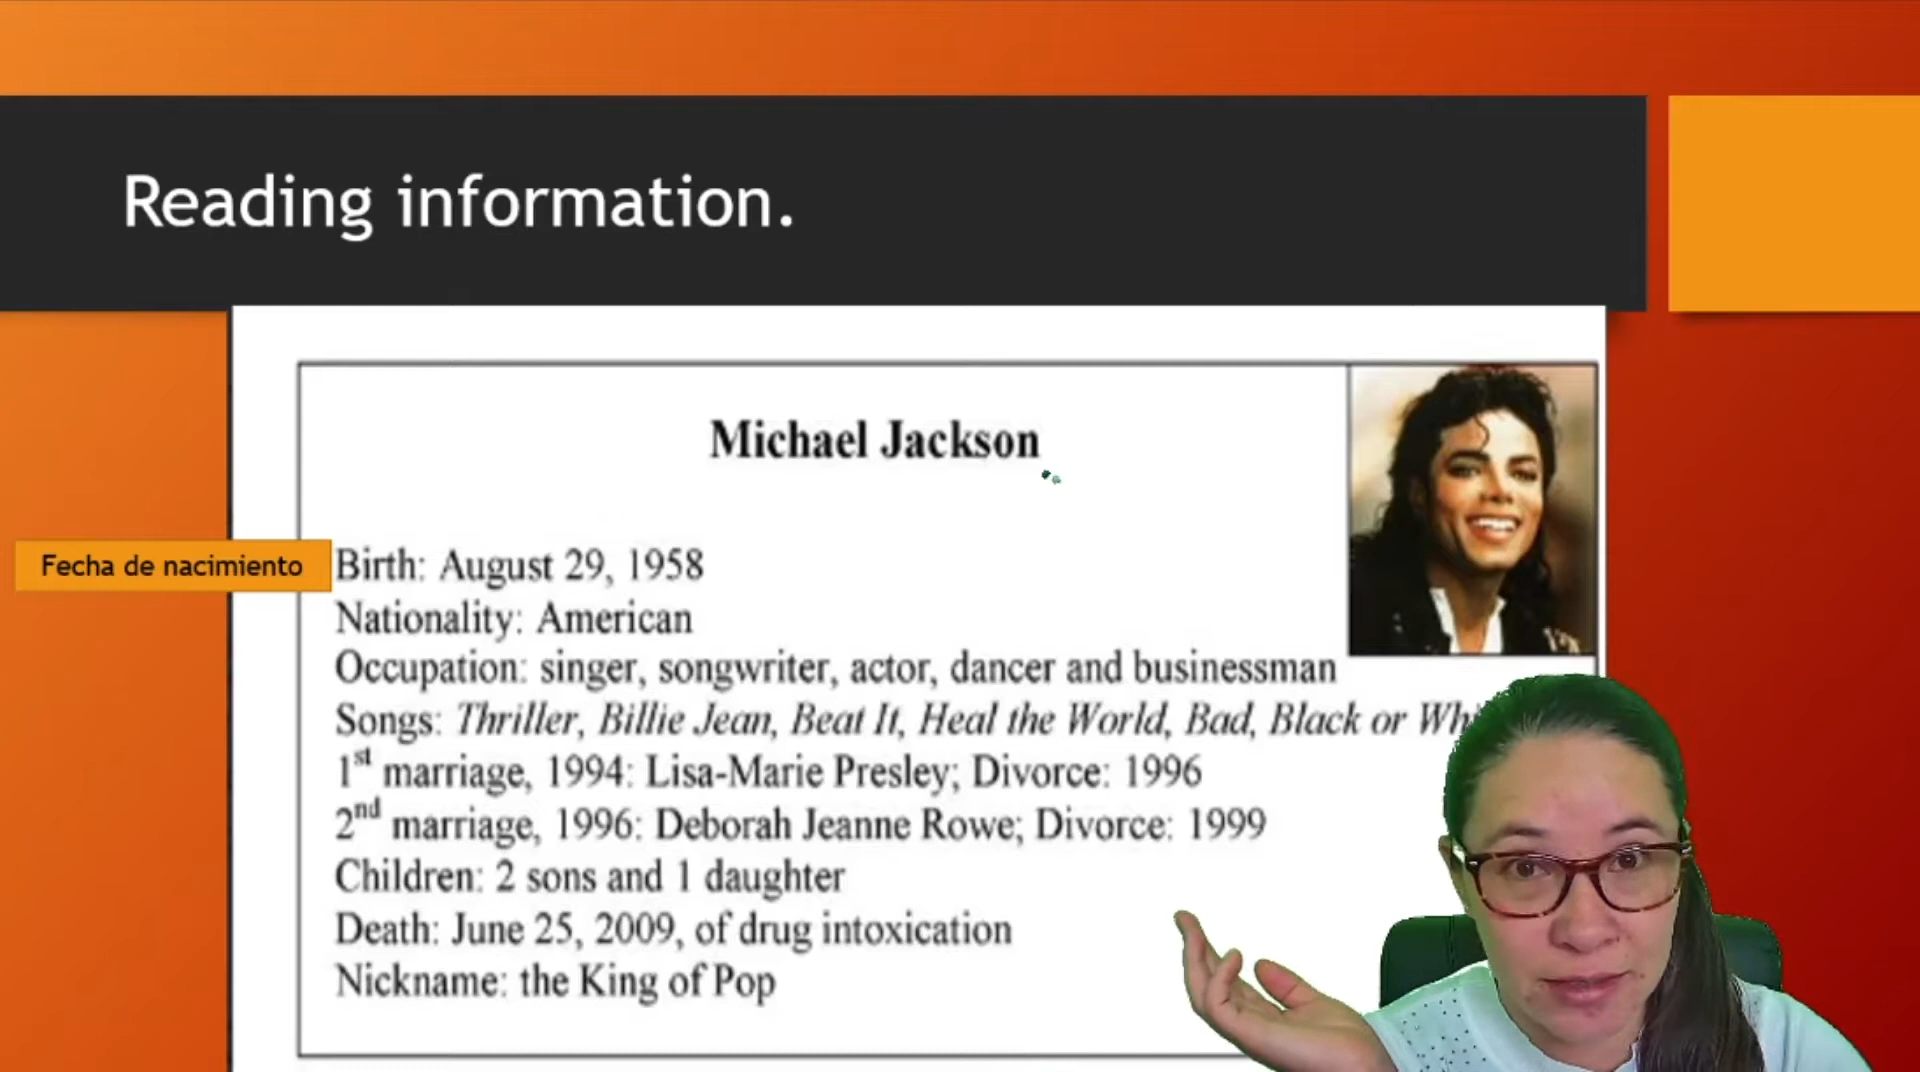 Reading information.
Michael Jackson
Fecha de nacimiento
Birth: August 29, 1958
Nationality: American
Occupation: singer, songwriter, actor, dancer and businessman
Songs: Thriller, Billie Jean, Beat It, Heal the World, Bad, Black or
1st marriage, 1994: Lisa-Marie Presley; Divorce: 1996
2nd marriage, 1996: Deborah Jeanne Rowe; Divorce: 1999
Children: 2 sons and 1 daughter
Death: June 25, 2009, of drug intoxication
Nickname: the King of Pop